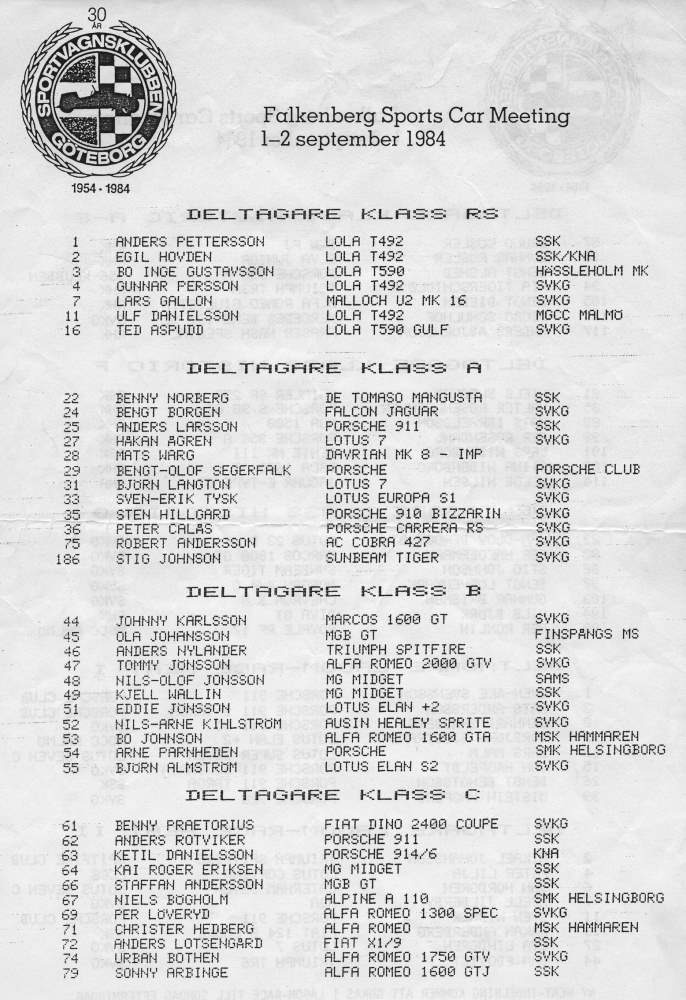 30
ÅR
SPORTVAGNSKLUBBEN
GÖTEBORG
1954 - 1984
Falkenberg Sports Car Meeting
1–2 september 1984
DELTAGARE KLASS RS
1 ANDERS PETTERSSON LOLA T492 SSK
2 EGIL HOVDEN LOLA T492 SSK/KNA
3 BO INGE GUSTAVSSON LOLA T590 HÄSSLEHOLM MK
4 GUNNAR PERSSON LOLA T492 SVKG
7 LARS GALLON MALLOCH U2 MK 16 SVKG
11 ULF DANIELSSON LOLA T492 MGCC MALMÖ
16 TED ASPUDD LOLA T590 GULF SVKG
DELTAGARE KLASS A
22 BENNY NORBERG DE TOMASO MANGUSTA SSK
24 BENGT BORGEN FALCON JAGUAR SVKG
25 ANDERS LARSSON PORSCHE 911 SSK
27 HÅKAN ÅGREN LOTUS 7 SVKG
28 MATS WARG DAVRIAN MK 8 - IMP
29 BENGT-OLOF SEGERFALK PORSCHE PORSCHE CLUB
31 BJÖRN LANGTON LOTUS 7 SVKG
33 SVEN-ERIK TYSK LOTUS EUROPA S1 SVKG
35 STEN HILLGARD PORSCHE 910 BIZZARIN SVKG
36 PETER CALÅS PORSCHE CARRERA RS SVKG
75 ROBERT ANDERSSON AC COBRA 427 SVKG
186 STIG JOHNSON SUNBEAM TIGER SVKG
DELTAGARE KLASS B
44 JOHNNY KARLSSON MARCOS 1600 GT SVKG
45 OLA JOHANSSON MGB GT FINSPÅNGS MS
46 ANDERS NYLANDER TRIUMPH SPITFIRE SSK
47 TOMMY JÖNSSON ALFA ROMEO 2000 GTV SVKG
48 NILS-OLOF JONSSON MG MIDGET SAMS
49 KJELL WALLIN MG MIDGET SSK
51 EDDIE JÖNSSON LOTUS ELAN +2 SVKG
52 NILS-ARNE KIHLSTRÖM AUSIN HEALEY SPRITE SVKG
53 BO JOHNSON ALFA ROMEO 1600 GTA MSK HAMMAREN
54 ARNE PARNHEDEN PORSCHE SMK HELSINGBORG
55 BJÖRN ALMSTRÖM LOTUS ELAN S2 SVKG
DELTAGARE KLASS C
61 BENNY PRAETORIUS FIAT DINO 2400 COUPE SVKG
62 ANDERS ROTVIKER PORSCHE 911 SSK
63 KETIL DANIELSSON PORSCHE 914/6 KNA
64 KAI ROGER ERIKSEN MG MIDGET SSK
66 STAFFAN ANDERSSON MGB GT SSK
67 NIELS BÖGHOLM ALPINE A 110 SMK HELSINGBORG
69 PER LÖVERYD ALFA ROMEO 1300 SPEC SVKG
71 CHRISTER HEDBERG ALFA ROMEO MSK HAMMAREN
72 ANDERS LOTSENGÅRD FIAT X1/9 SSK
74 URBAN BOTHEN ALFA ROMEO 1750 GTV SVKG
79 SONNY ARBINGE ALFA ROMEO 1600 GTJ SSK